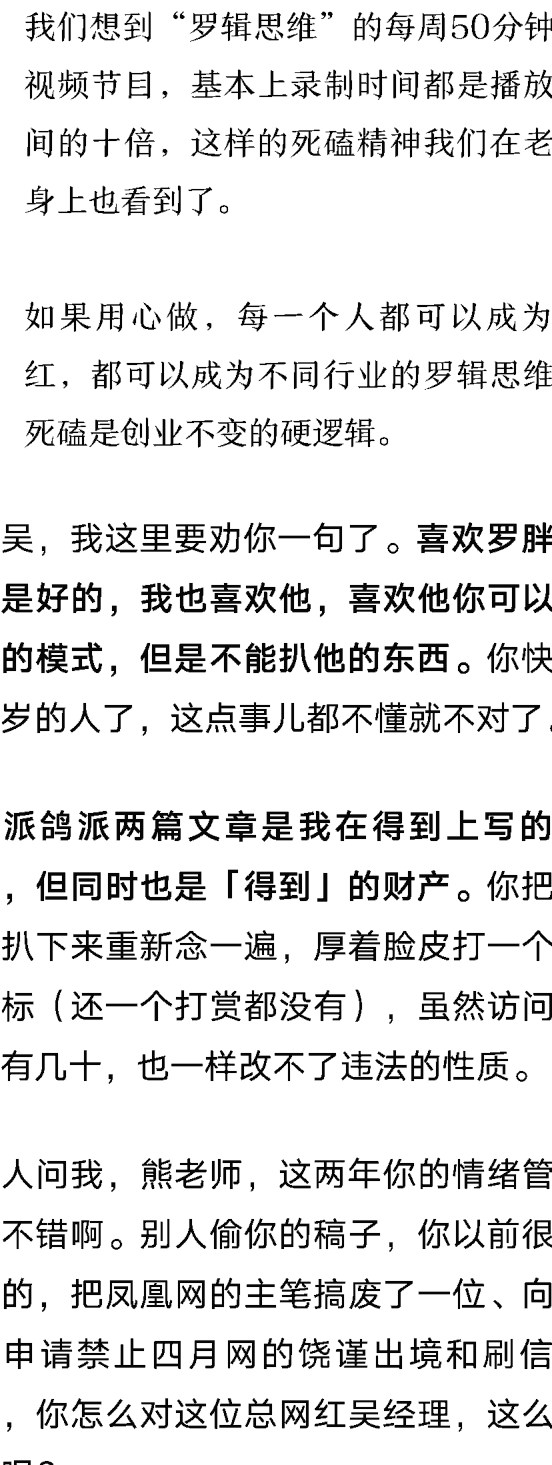 我们想到“罗辑思维”的每周50分钟
视频节目，基本上录制时间都是播放
间的十倍，这样的死磕精神我们在老
身上也看到了。
如果用心做，每一个人都可以成为
红，都可以成为不同行业的罗辑思维
死磕是创业不变的硬逻辑。
吴，我这里要劝你一句了。喜欢罗胖
是好的，我也喜欢他，喜欢他你可以
的模式，但是不能扒他的东西。你快
岁的人了，这点事儿都不懂就不对了
派鸽派两篇文章是我在得到上写的
，但同时也是「得到」的财产。你把
扒下来重新念一遍，厚着脸皮打一个
标（还一个打赏都没有），虽然访问
有几十，也一样改不了违法的性质。
人问我，熊老师，这两年你的情绪管
不错啊。别人偷你的稿子，你以前很
的，把凤凰网的主笔搞废了一位、向
申请禁止四月网的饶谨出境和刷信
，你怎么对这位总网红吴经理，这么